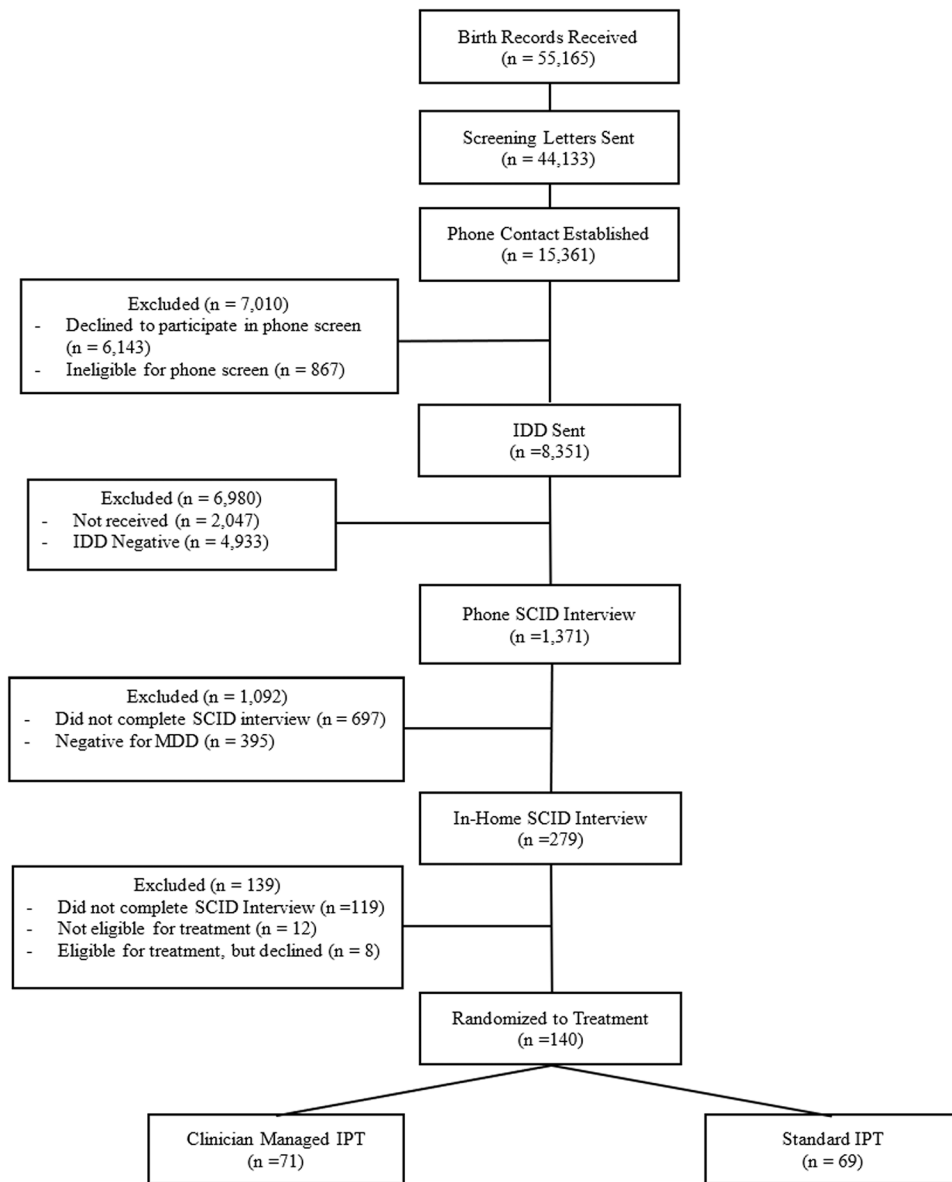 Birth Records Received
(n = 55,165)
Screening Letters Sent
(n = 44,133)
Phone Contact Established
(n = 15,361)
Excluded (n = 7,010)
- Declined to participate in phone screen
(n = 6,143)
- Ineligible for phone screen (n = 867)
IDD Sent
(n =8,351)
Excluded (n = 6,980)
- Not received (n = 2,047)
- IDD Negative (n = 4,933)
Phone SCID Interview
(n =1,371)
Excluded (n = 1,092)
- Did not complete SCID interview (n = 697)
- Negative for MDD (n = 395)
In-Home SCID Interview
(n =279)
Excluded (n = 139)
- Did not complete SCID Interview (n =119)
- Not eligible for treatment (n = 12)
- Eligible for treatment, but declined (n = 8)
Randomized to Treatment
(n =140)
Clinician Managed IPT
(n =71)
Standard IPT
(n = 69)